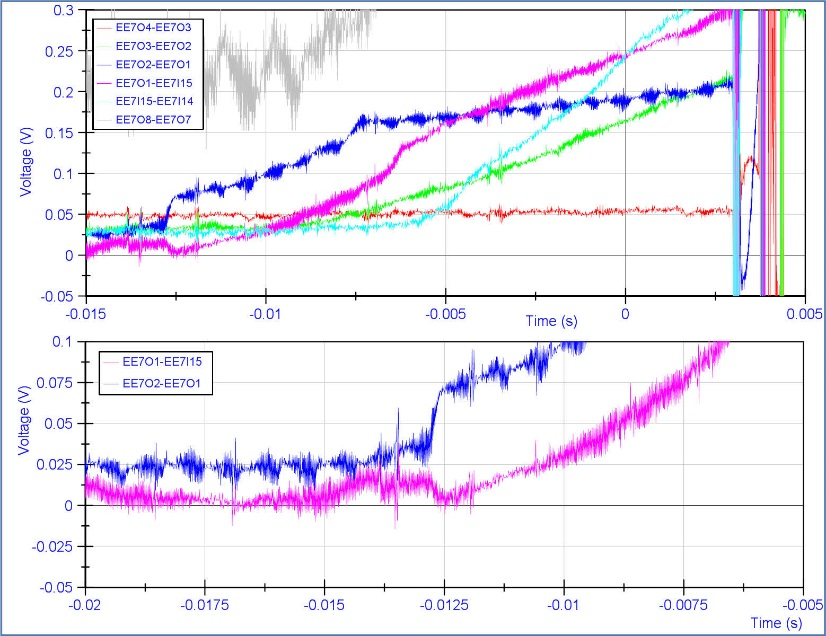 0.3
EE7O4-EE7O3
EE7O3-EE7O2
EE7O2-EE7O1
EE7O1-EE7I15
EE7I15-EE7I14
EE7O8-EE7O7
0.25
0.2
0.15
0.1
0.05
0
-0.05
Voltage (V)
-0.015 -0.01 -0.005 0 0.005
Time (s)
0.1
EE7O1-EE7I15
EE7O2-EE7O1
0.075
0.05
0.025
0
-0.025
-0.05
Voltage (V)
-0.02 -0.0175 -0.015 -0.0125 -0.01 -0.0075 -0.005
Time (s)